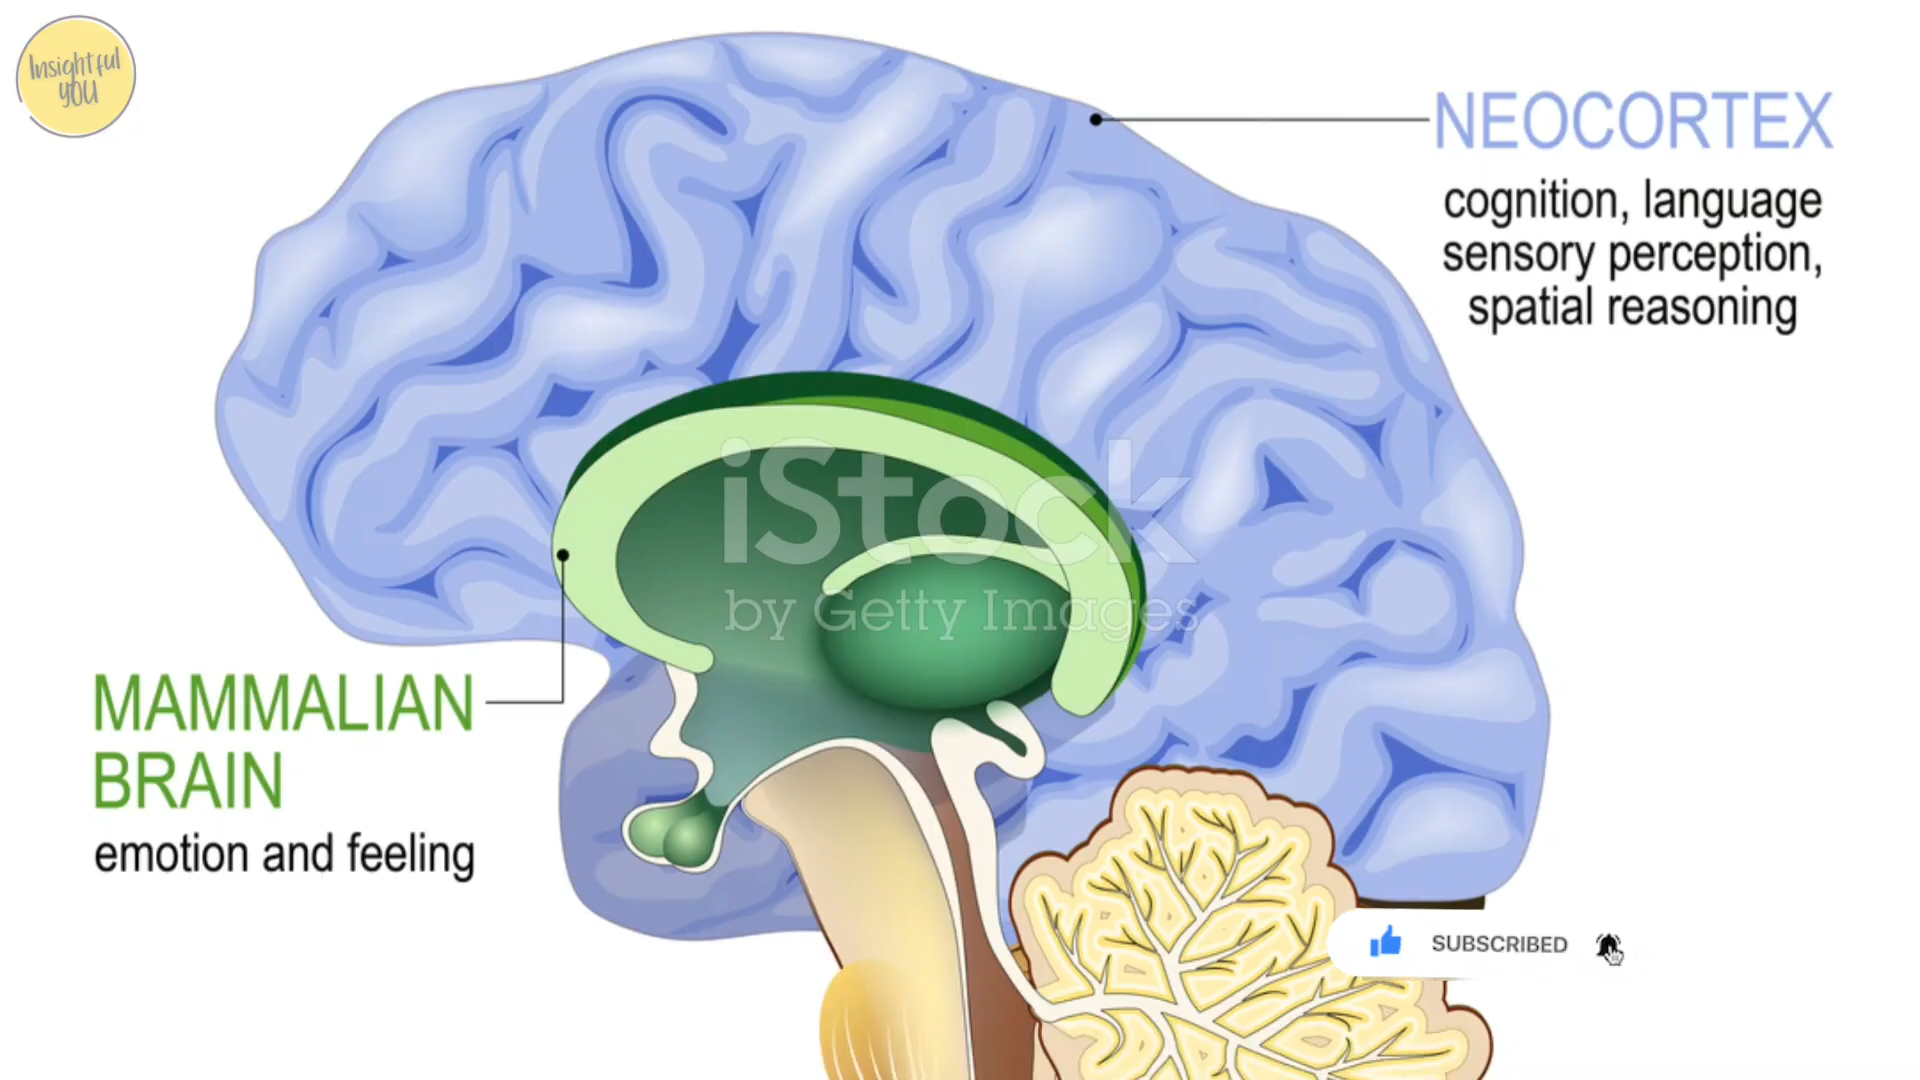 Insightful
YOU
NEOCORTEX
cognition, language
sensory perception,
spatial reasoning
iStock
by Getty Images
MAMMALIAN
BRAIN
emotion and feeling
SUBSCRIBED